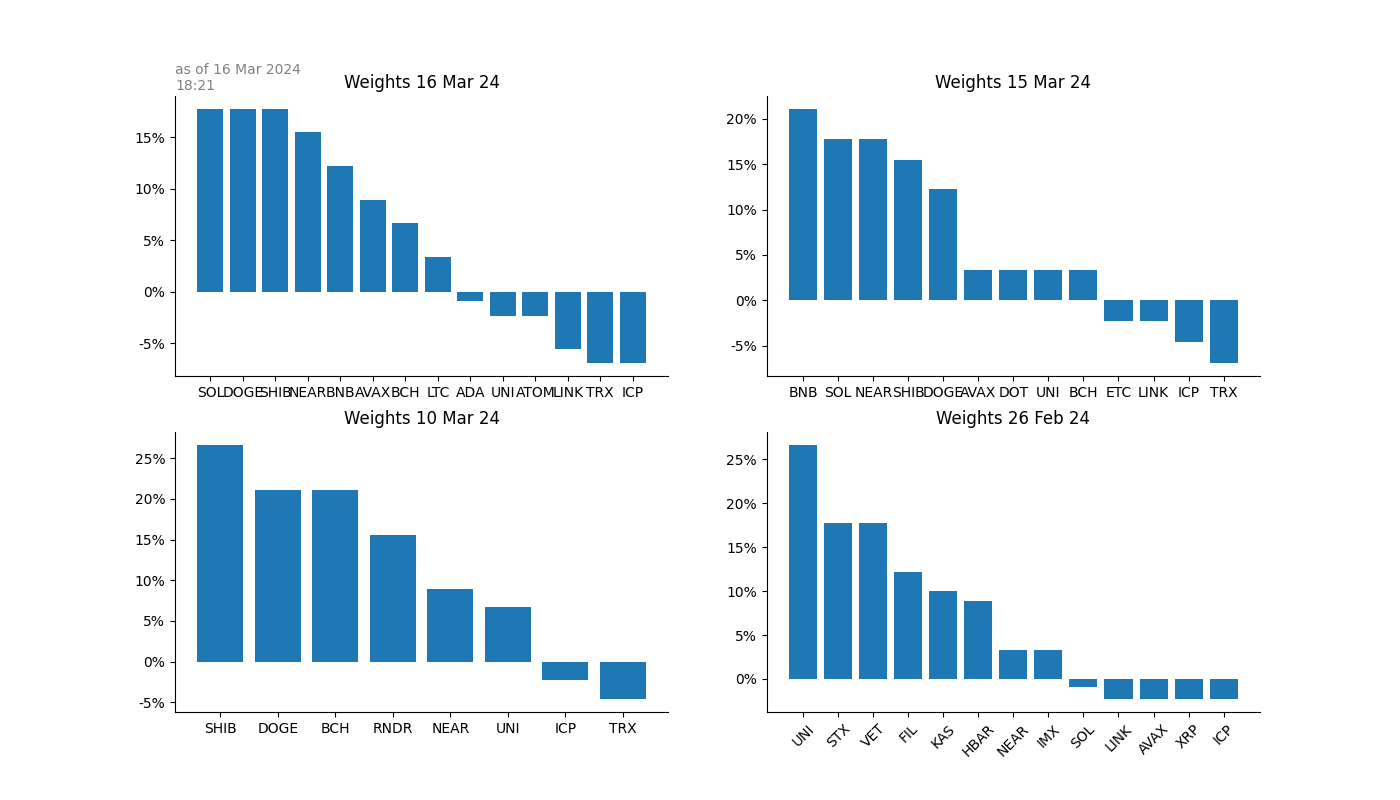 as of 16 Mar 2024
18:21
Weights 16 Mar 24
15%
10%
5%
0%
-5%
SOL DOGE SHIB NEAR BNB AVAX BCH LTC ADA UNI ATOM LINK TRX ICP
Weights 15 Mar 24
20%
15%
10%
5%
0%
-5%
BNB SOL NEAR SHIB DOGE AVAX DOT UNI BCH ETC LINK ICP TRX
Weights 10 Mar 24
25%
20%
15%
10%
5%
0%
-5%
SHIB DOGE BCH RNDR NEAR UNI ICP TRX
Weights 26 Feb 24
25%
20%
15%
10%
5%
0%
UNI STX VET FIL KAS HBAR NEAR IMX SOL LINK AVAX XRP ICP